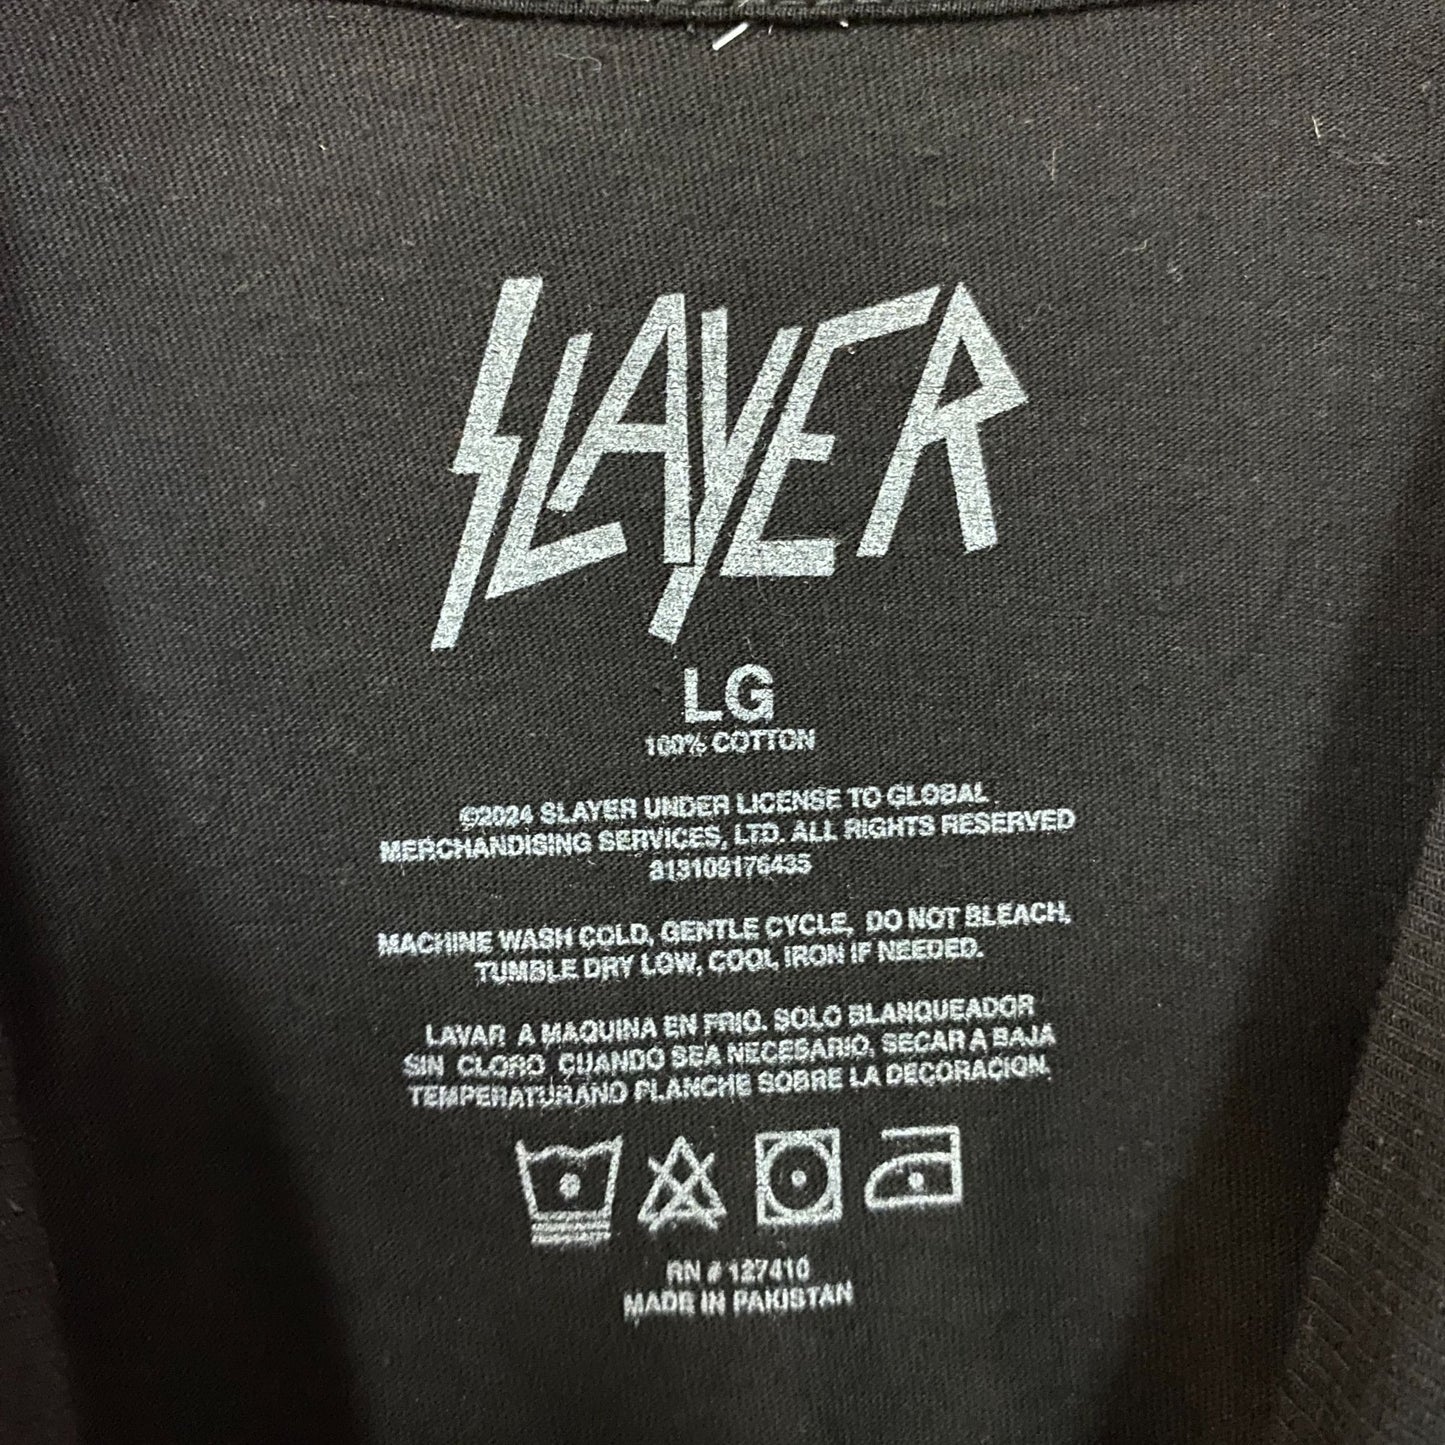 SLAYER
LG
100% COTTON
©2024 SLAYER UNDER LICENSE TO GLOBAL
MERCHANDISING SERVICES, LTD. ALL RIGHTS RESERVED
313109176435
MACHINE WASH COLD, GENTLE CYCLE, DO NOT BLEACH,
TUMBLE DRY LOW, COOL IRON IF NEEDED.
LAVAR A MAQUINA EN FRIO. SOLO BLANQUEADOR
SIN CLORO CUANDO SEA NECESARIO. SECAR A BAJA
TEMPERATURANO PLANCHE SOBRE LA DECORACION.
RN # 127410
MADE IN PAKISTAN